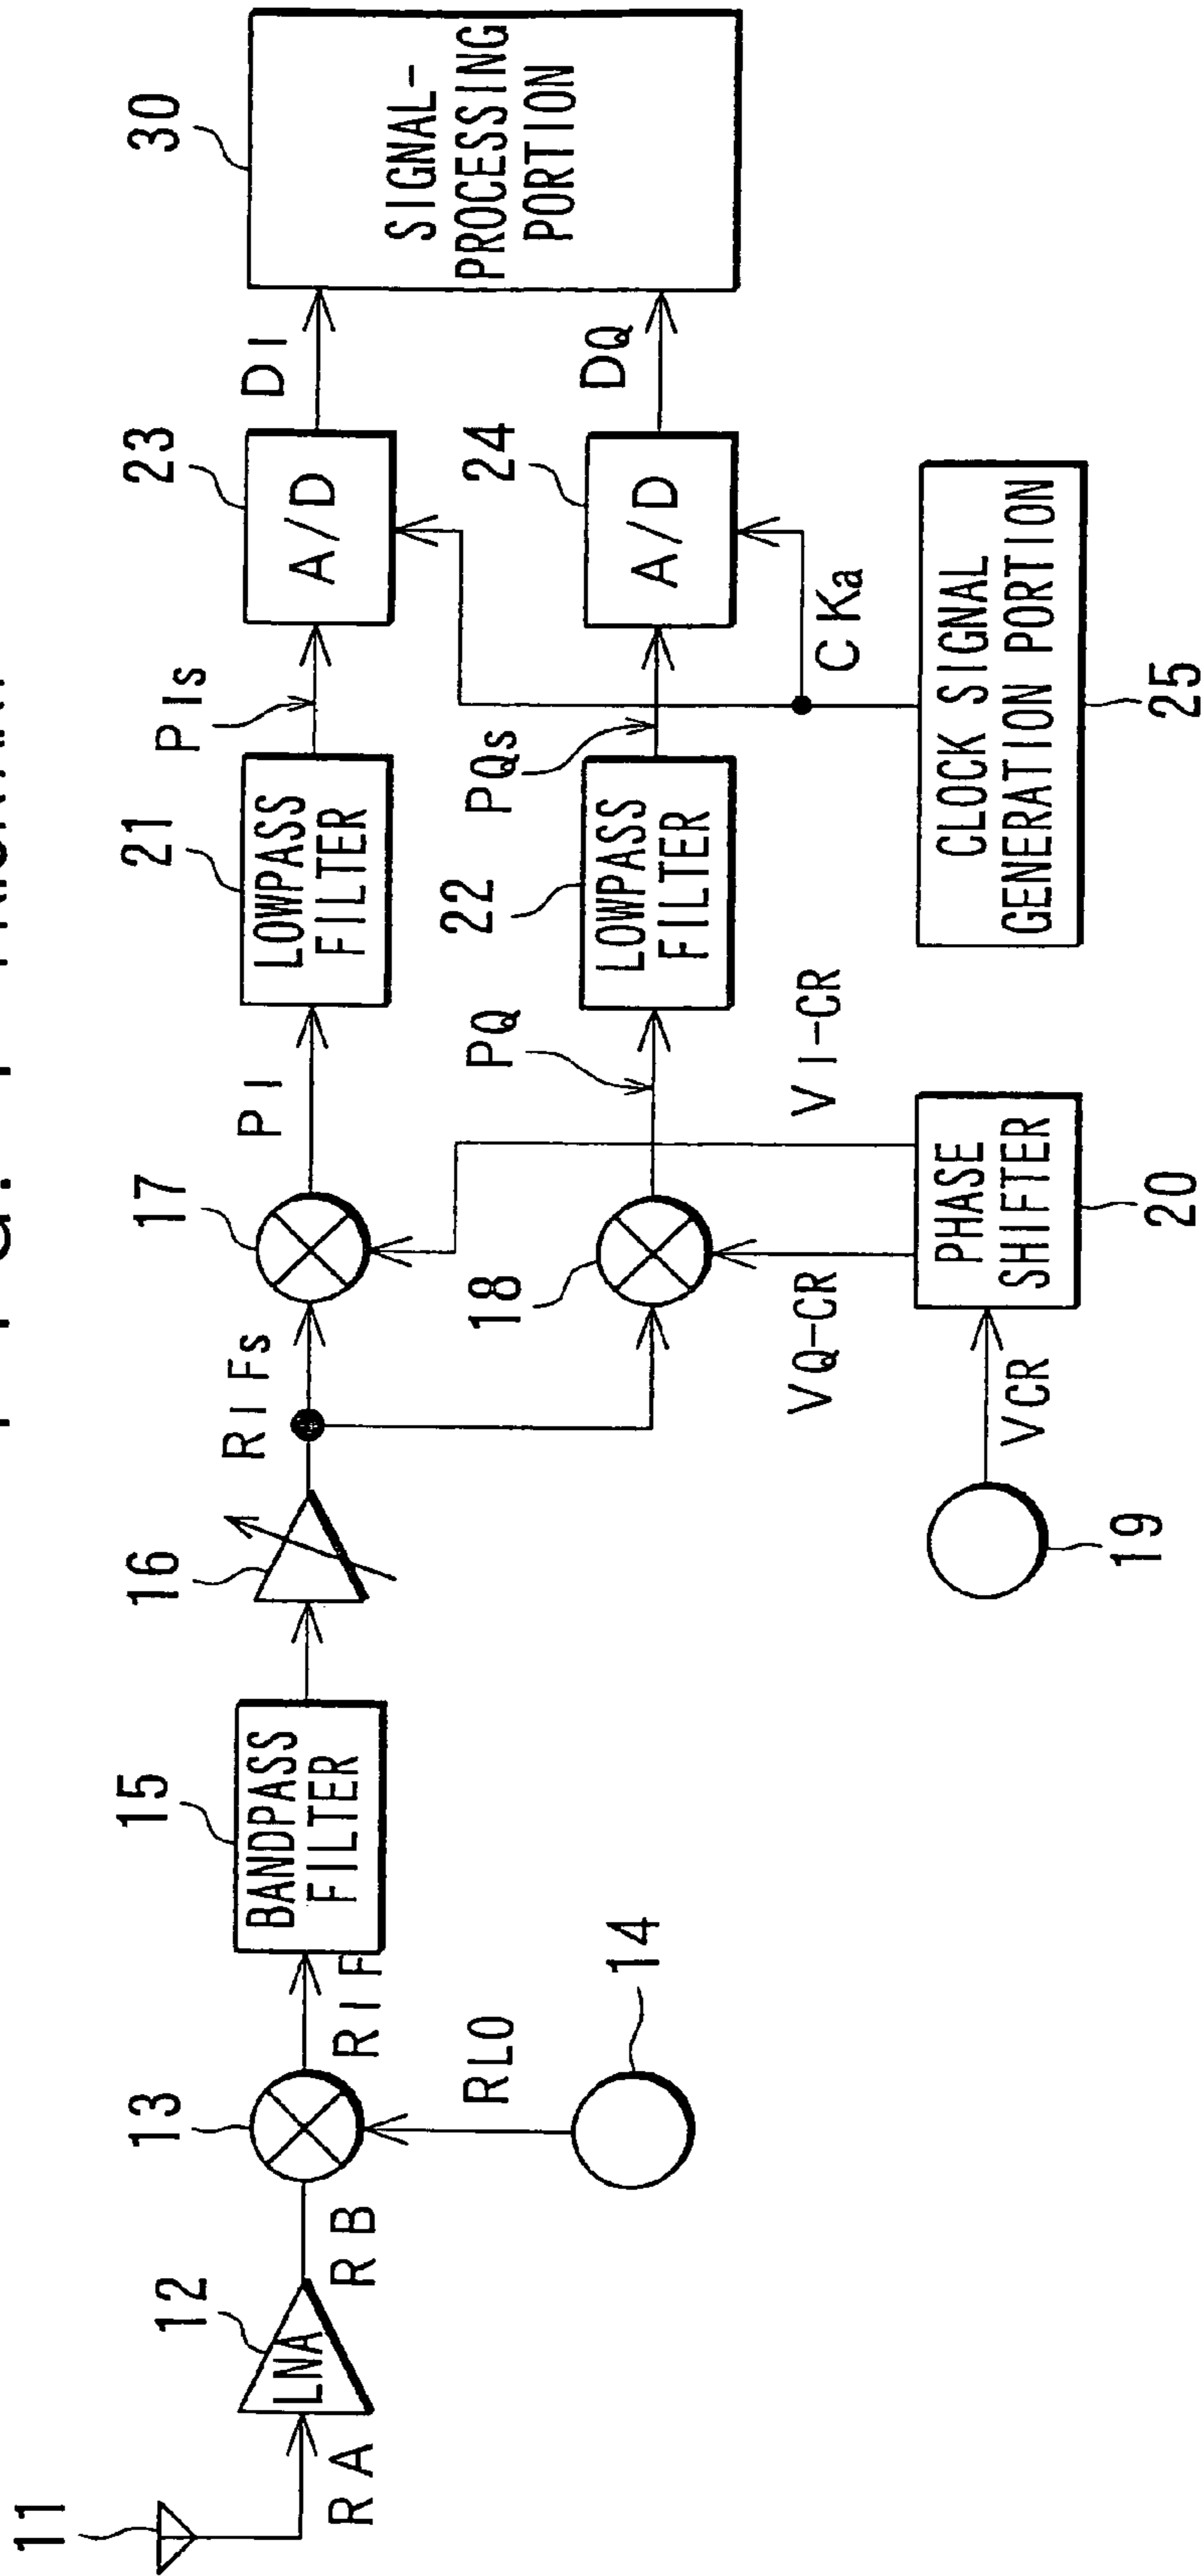 11
RA
12
LNA
RB
13
RIF
RLO
14
15
BANDPASS
FILTER
16
RIFs
17
PI
18
PQ
VQ-CR
VI-CR
19
VCR
20
PHASE
SHIFTER
21
LOWPASS
FILTER
PIs
22
LOWPASS
FILTER
PQs
23
A/D
DI
24
A/D
DQ
CKa
CLOCK SIGNAL
GENERATION PORTION
25
30
SIGNAL-
PROCESSING
PORTION